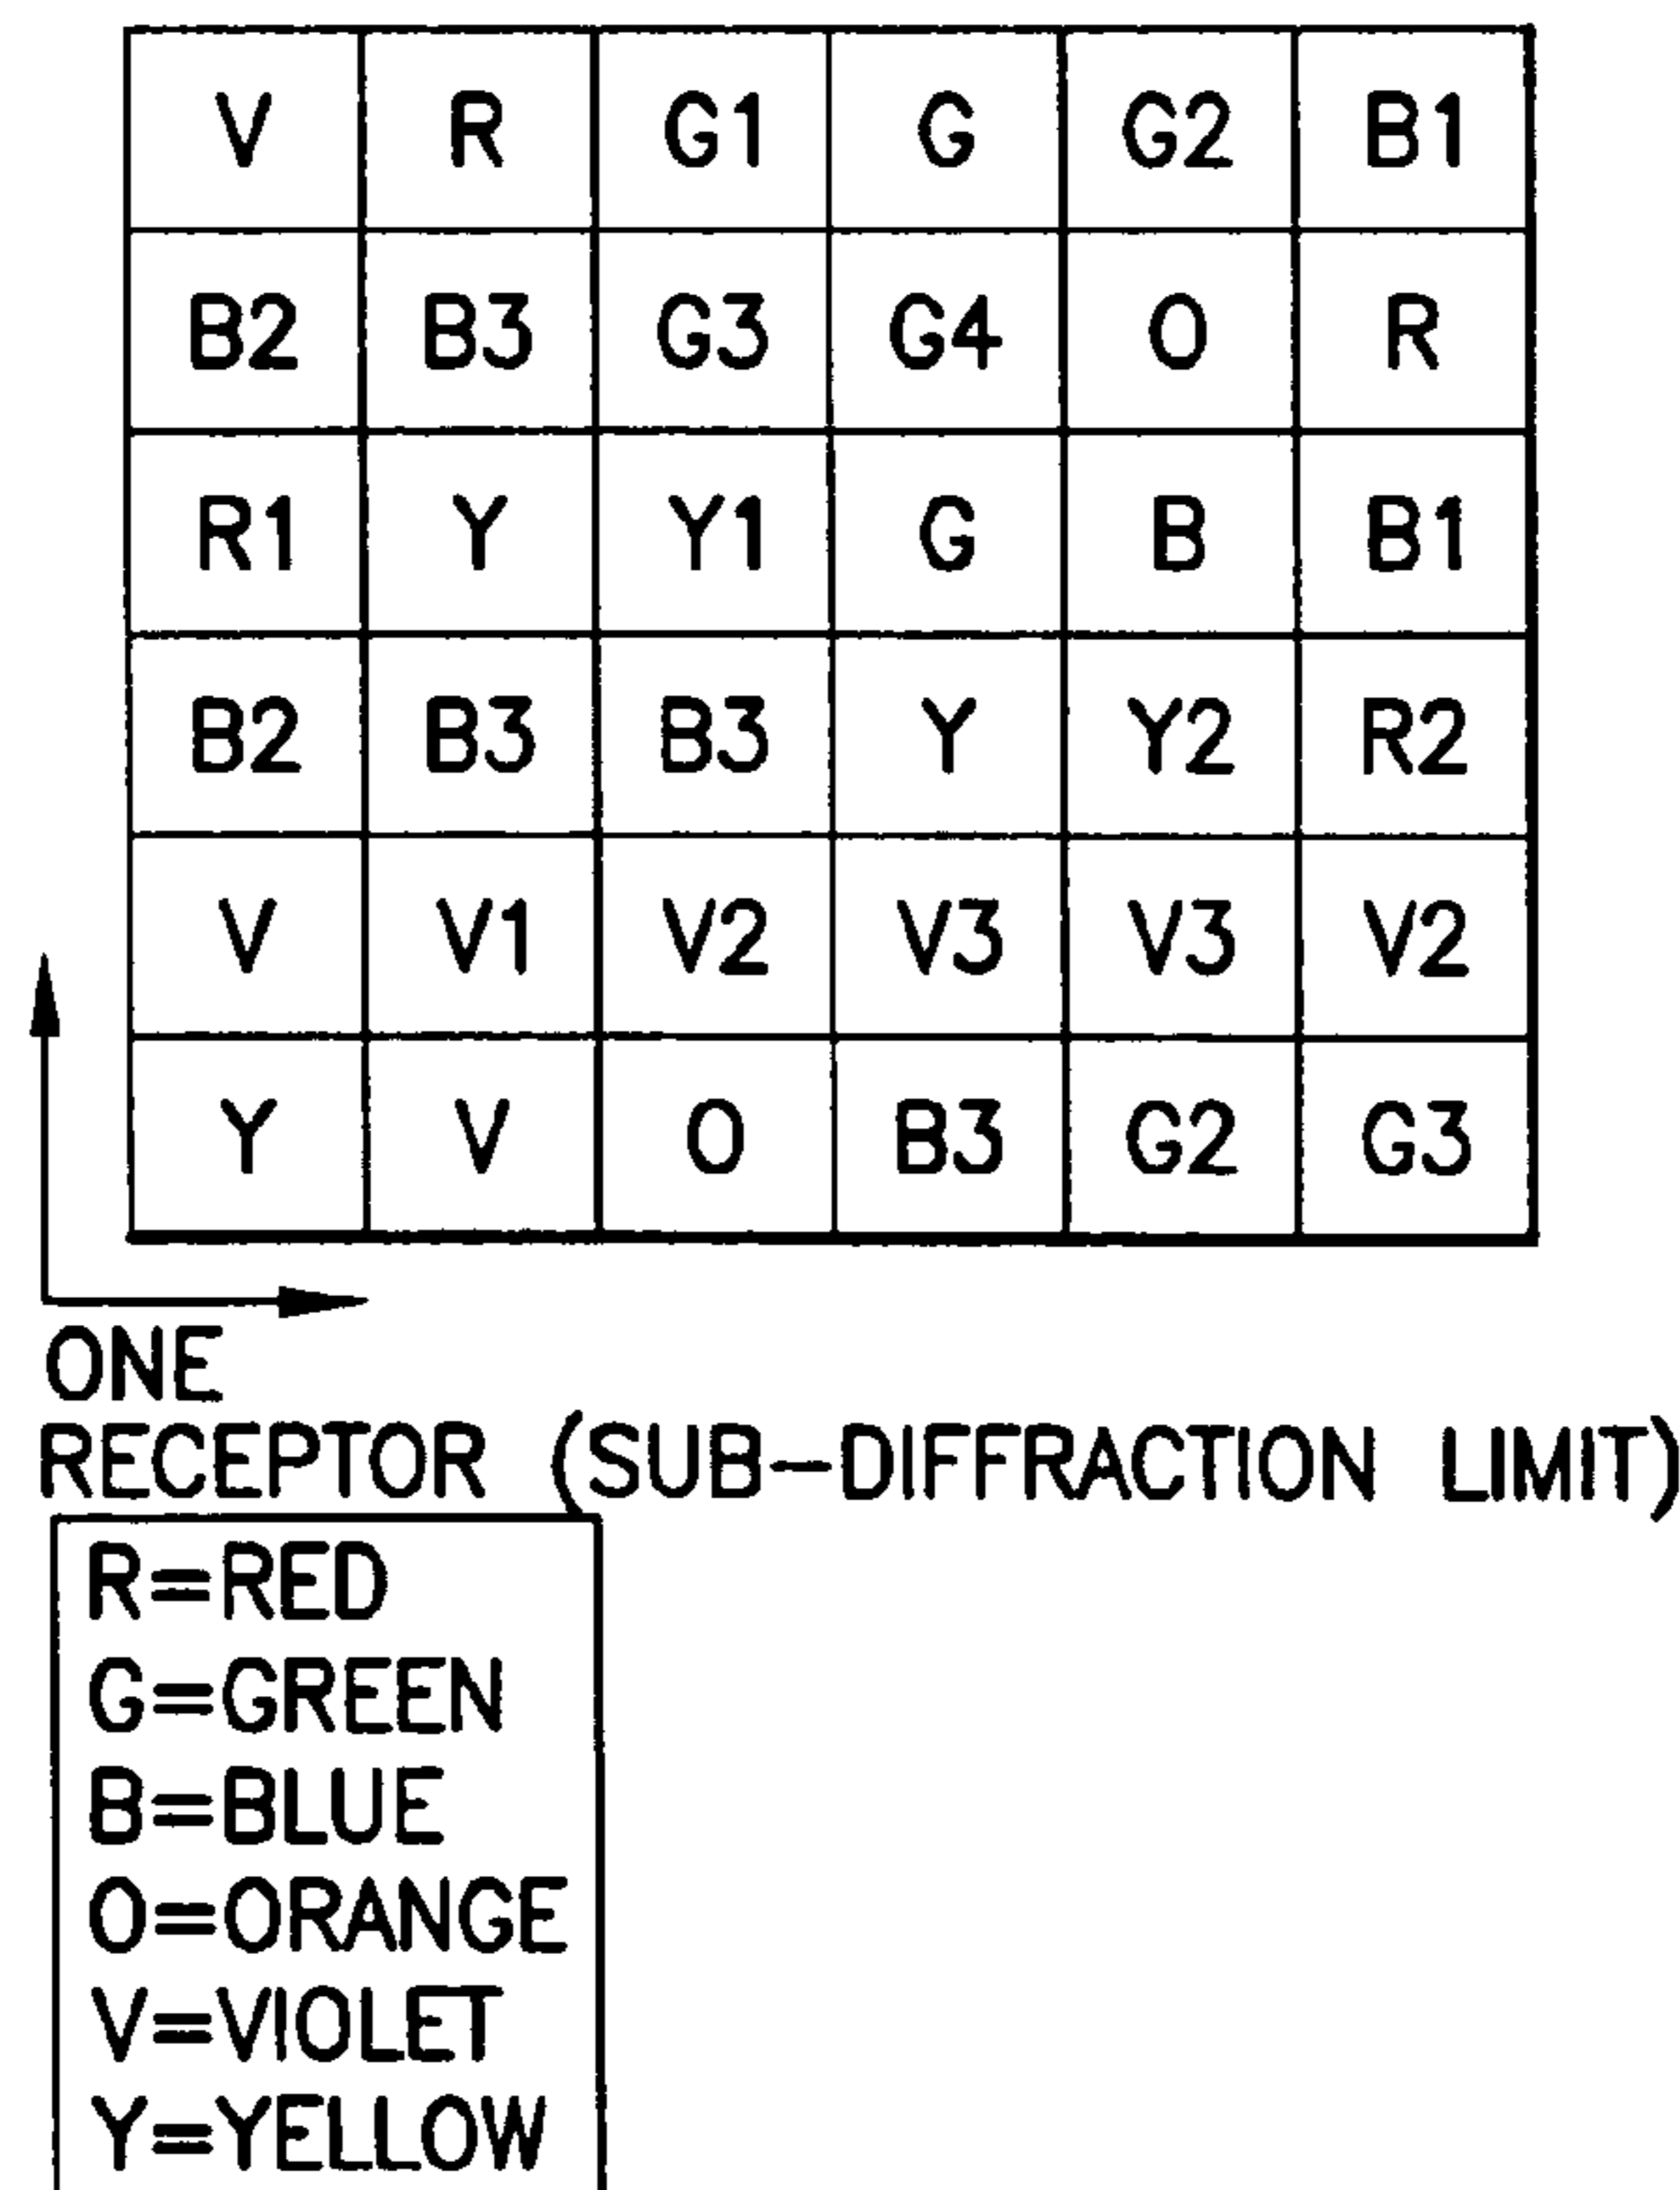 V R G1 G G2 B1
B2 B3 G3 G4 O R
R1 Y Y1 G B B1
B2 B3 B3 Y Y2 R2
V V1 V2 V3 V3 V2
Y V O B3 G2 G3
ONE
RECEPTOR (SUB-DIFFRACTION LIMIT)
R=RED
G=GREEN
B=BLUE
O=ORANGE
V=VIOLET
Y=YELLOW